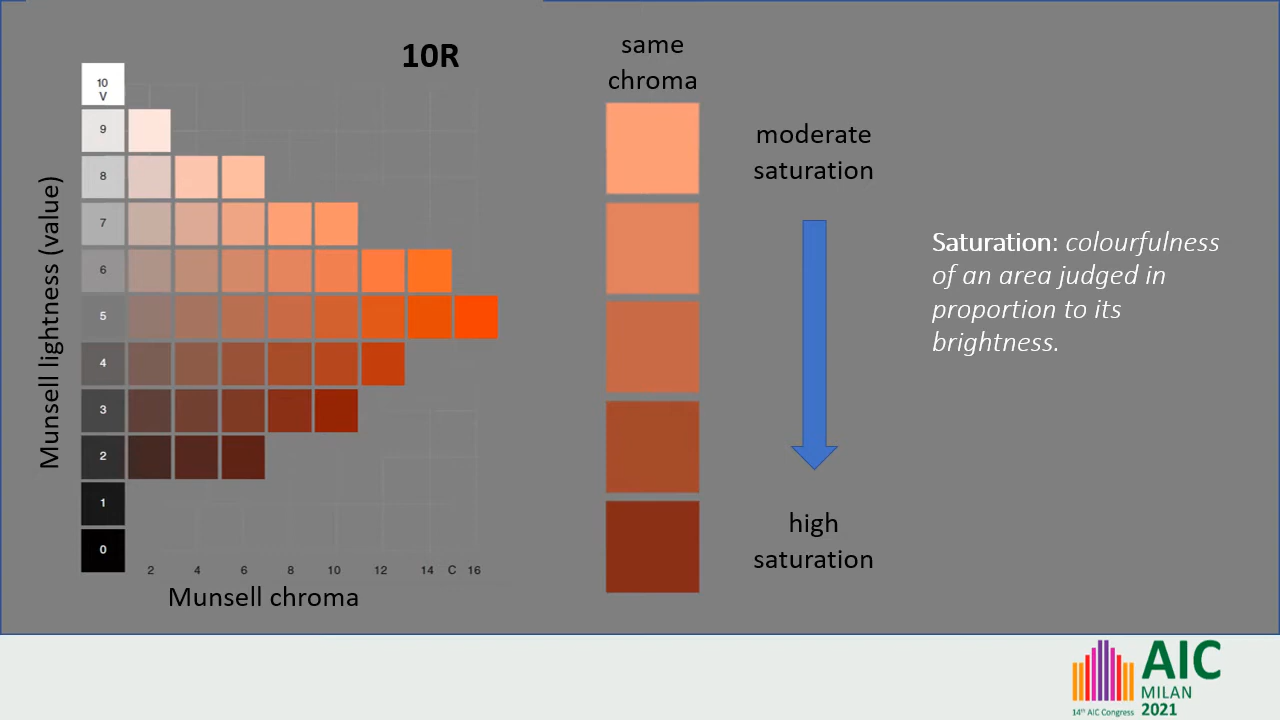 10R
10
V
9
8
7
6
5
4
3
2
1
0
2 4 6 8 10 12 14 C 16
Munsell lightness (value)
Munsell chroma
same
chroma
moderate
saturation
high
saturation
Saturation: colourfulness
of an area judged in
proportion to its
brightness.
AIC
MILAN
14th AIC Congress 2021